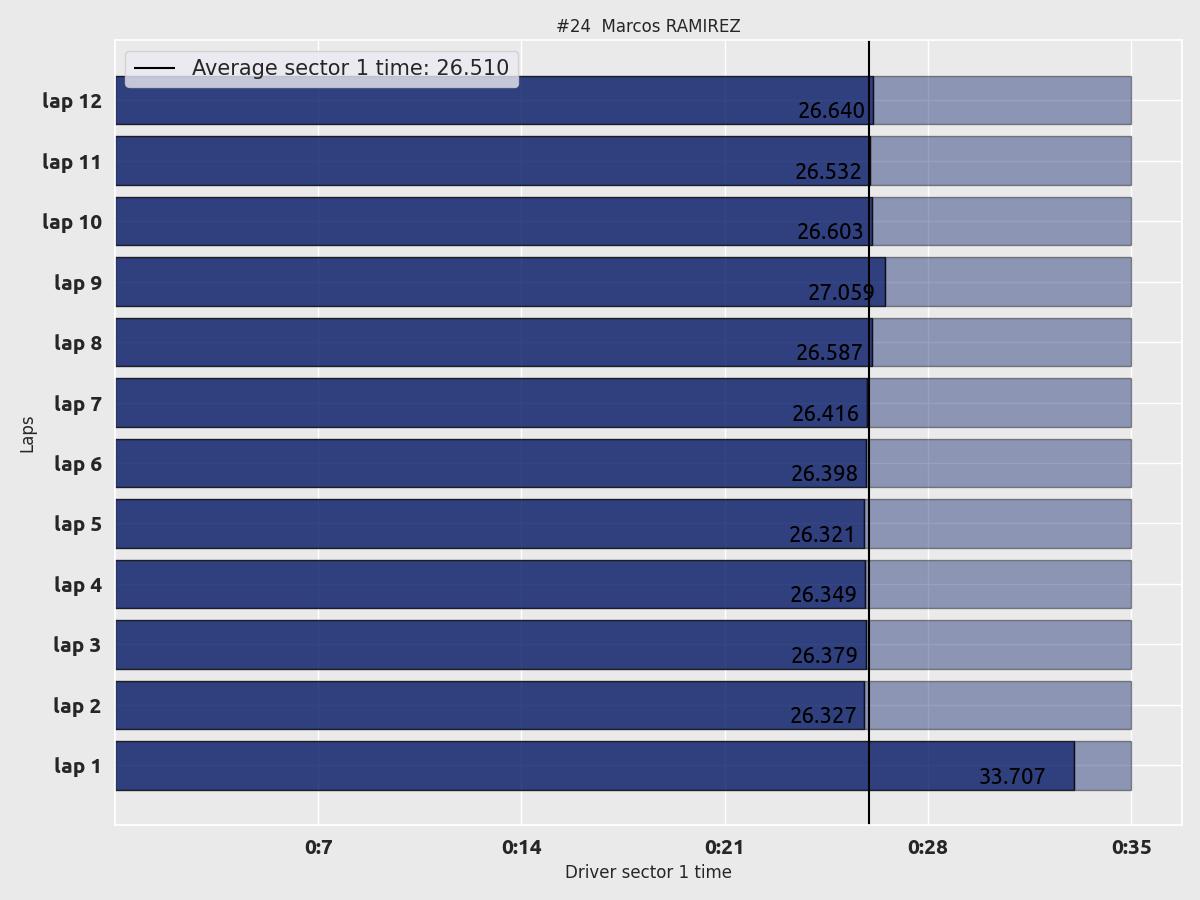 #24  Marcos RAMIREZ
Average sector 1 time: 26.510
lap 12
26.640
lap 11
26.532
lap 10
26.603
lap 9
27.059
lap 8
26.587
lap 7
26.416
lap 6
26.398
lap 5
26.321
lap 4
26.349
lap 3
26.379
lap 2
26.327
lap 1
33.707
Laps
0:7
0:14
0:21
0:28
0:35
Driver sector 1 time